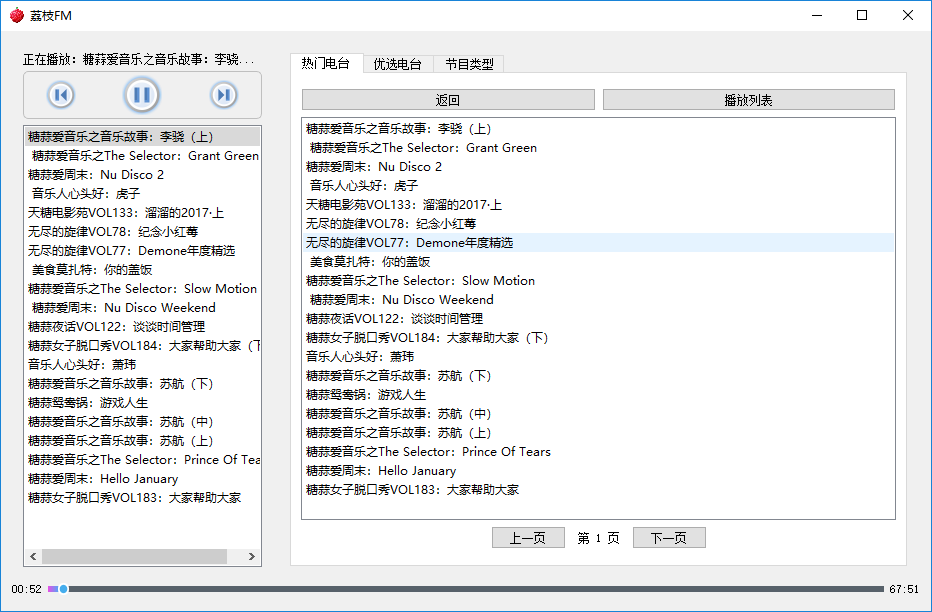 荔枝FM
正在播放：糖蒜爱音乐之音乐故事：李骁...
糖蒜爱音乐之音乐故事：李骁（上）
糖蒜爱音乐之The Selector：Grant Green
糖蒜爱周末：Nu Disco 2
音乐人心头好：虎子
天糖电影苑VOL133：溜溜的2017·上
无尽的旋律VOL78：纪念小红莓
无尽的旋律VOL77：Demone年度精选
美食莫扎特：你的盖饭
糖蒜爱音乐之The Selector：Slow Motion
糖蒜爱周末：Nu Disco Weekend
糖蒜夜话VOL122：谈谈时间管理
糖蒜女子脱口秀VOL184：大家帮助大家（下
音乐人心头好：萧玮
糖蒜爱音乐之音乐故事：苏航（下）
糖蒜鸳鸯锅：游戏人生
糖蒜爱音乐之音乐故事：苏航（中）
糖蒜爱音乐之音乐故事：苏航（上）
糖蒜爱音乐之The Selector：Prince Of Tea
糖蒜爱周末：Hello January
糖蒜女子脱口秀VOL183：大家帮助大家
热门电台 优选电台 节目类型
返回 播放列表
糖蒜爱音乐之音乐故事：李骁（上）
糖蒜爱音乐之The Selector：Grant Green
糖蒜爱周末：Nu Disco 2
音乐人心头好：虎子
天糖电影苑VOL133：溜溜的2017·上
无尽的旋律VOL78：纪念小红莓
无尽的旋律VOL77：Demone年度精选
美食莫扎特：你的盖饭
糖蒜爱音乐之The Selector：Slow Motion
糖蒜爱周末：Nu Disco Weekend
糖蒜夜话VOL122：谈谈时间管理
糖蒜女子脱口秀VOL184：大家帮助大家（下）
音乐人心头好：萧玮
糖蒜爱音乐之音乐故事：苏航（下）
糖蒜鸳鸯锅：游戏人生
糖蒜爱音乐之音乐故事：苏航（中）
糖蒜爱音乐之音乐故事：苏航（上）
糖蒜爱音乐之The Selector：Prince Of Tears
糖蒜爱周末：Hello January
糖蒜女子脱口秀VOL183：大家帮助大家
上一页 第 1 页 下一页
00:52 67:51